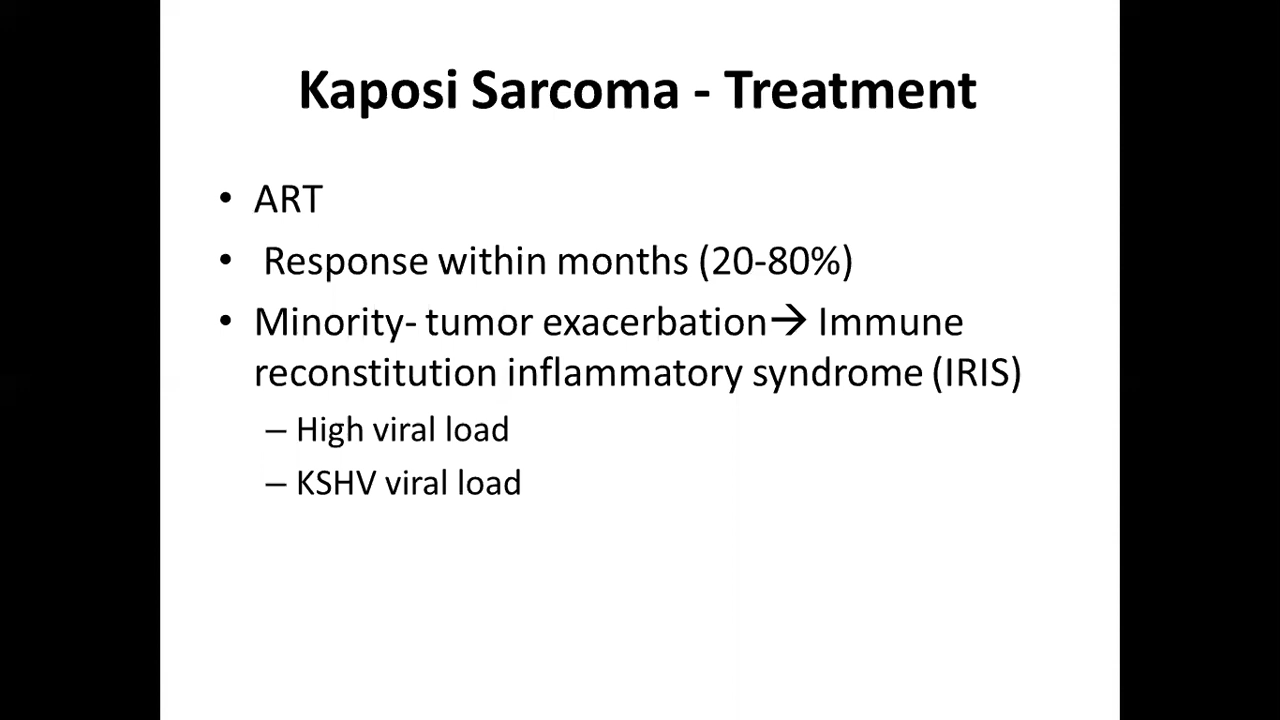 Kaposi Sarcoma - Treatment
• ART
• Response within months (20-80%)
• Minority- tumor exacerbation→ Immune
reconstitution inflammatory syndrome (IRIS)
– High viral load
– KSHV viral load